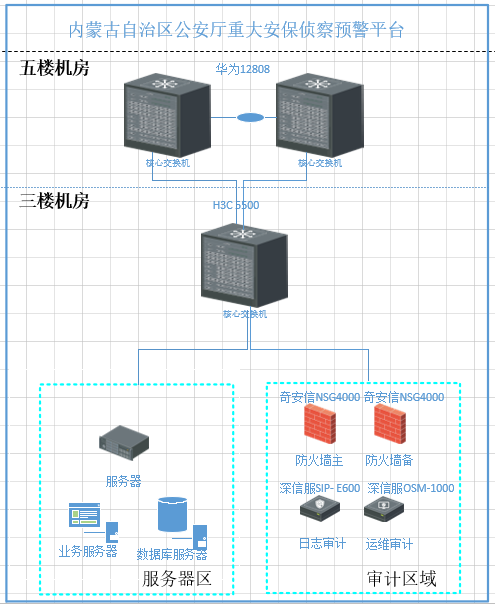 内蒙古自治区公安厅重大安保侦察预警平台
五楼机房
华为12808
核心交换机
核心交换机
三楼机房
H3C 5500
核心交换机
奇安信NSG4000
奇安信NSG4000
防火墙主
防火墙备
服务器
深信服SIP- E600
深信服OSM-1000
日志审计
运维审计
业务服务器
数据库服务器
服务器区
审计区域